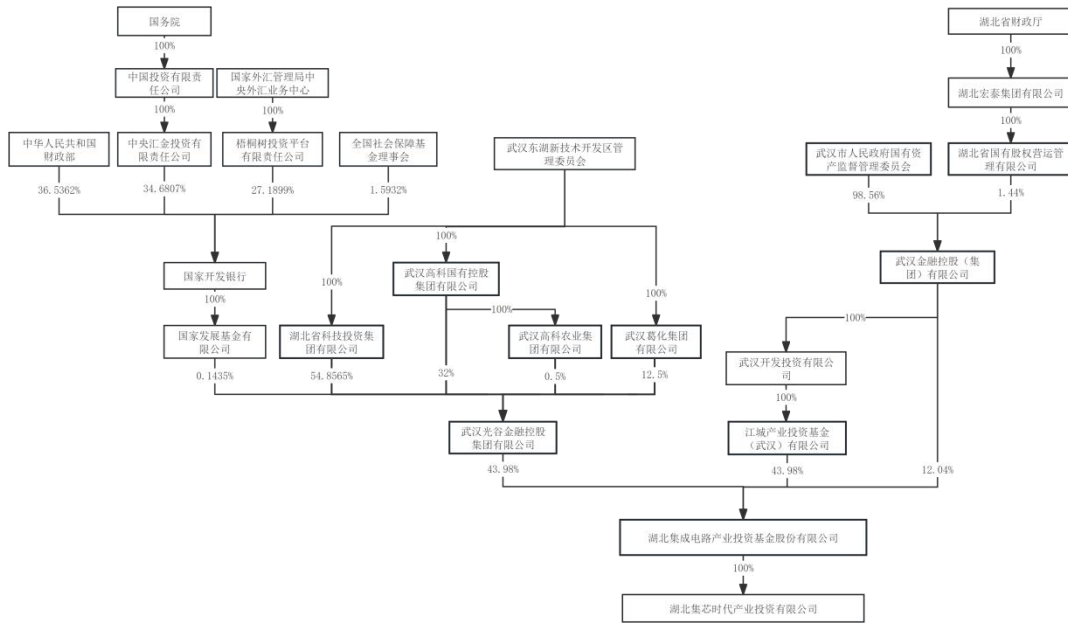 国务院
湖北省财政厅
100%
100%
中国投资有限责
任公司
国家外汇管理局中
央外汇业务中心
湖北宏泰集团有限公司
100%
100%
100%
中华人民共和国
财政部
中央汇金投资有
限责任公司
梧桐树投资平台
有限责任公司
全国社会保障基
金理事会
武汉东湖新技术开发区管
理委员会
武汉市人民政府国有资
产监督管理委员会
湖北省国有股权营运管
理有限公司
36.5362%
34.6807%
27.1899%
1.5932%
98.56%
1.44%
100%
国家开发银行
武汉高科国有控股
集团有限公司
武汉金融控股（集
团）有限公司
100%
100%
100%
100%
100%
国家发展基金有
限公司
湖北省科技投资集
团有限公司
武汉高科农业集
团有限公司
武汉葛化集团
有限公司
武汉开发投资有限公
司
0.1435%
54.8565%
32%
0.5%
12.5%
100%
武汉光谷金融控股
集团有限公司
江城产业投资基金
（武汉）有限公司
43.98%
43.98%
12.04%
湖北集成电路产业投资基金股份有限公司
100%
湖北集芯时代产业投资有限公司